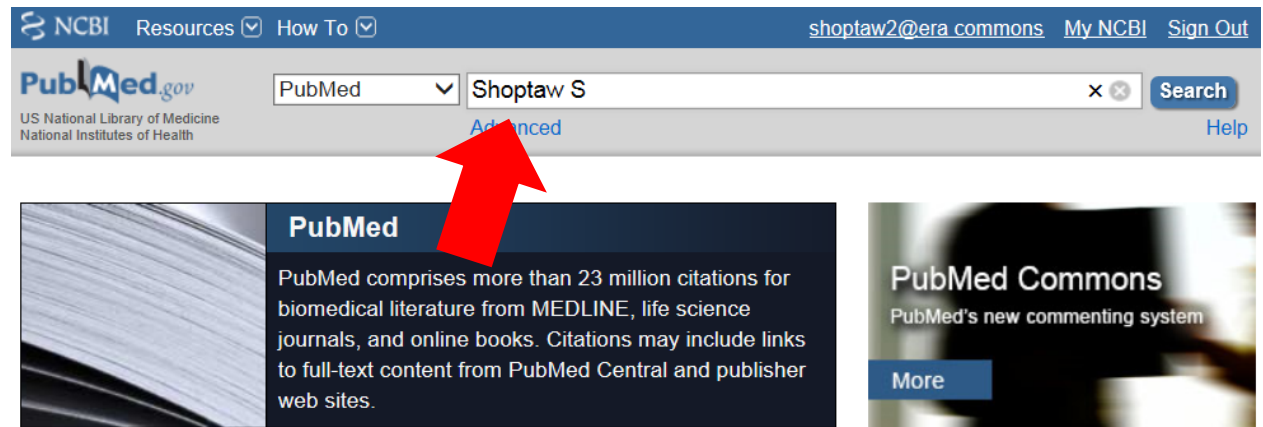 NCBI Resources How To shoptaw2@era commons My NCBI Sign Out
PubMed.gov
US National Library of Medicine
National Institutes of Health
PubMed Shoptaw S Search
Advanced Help
PubMed
PubMed comprises more than 23 million citations for
biomedical literature from MEDLINE, life science
journals, and online books. Citations may include links
to full-text content from PubMed Central and publisher
web sites.
PubMed Commons
PubMed's new commenting system
More